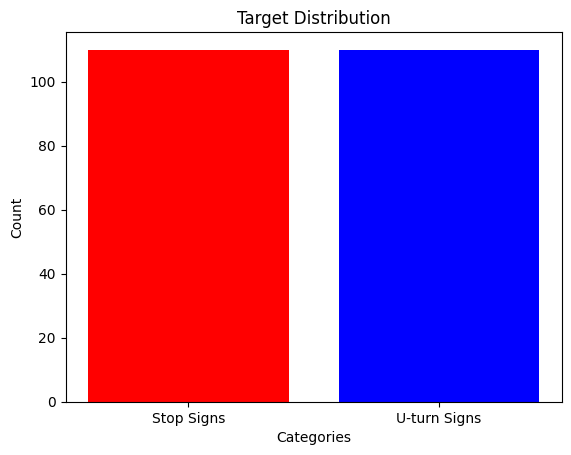 Target Distribution
Count
100
80
60
40
20
0
Stop Signs
U-turn Signs
Categories